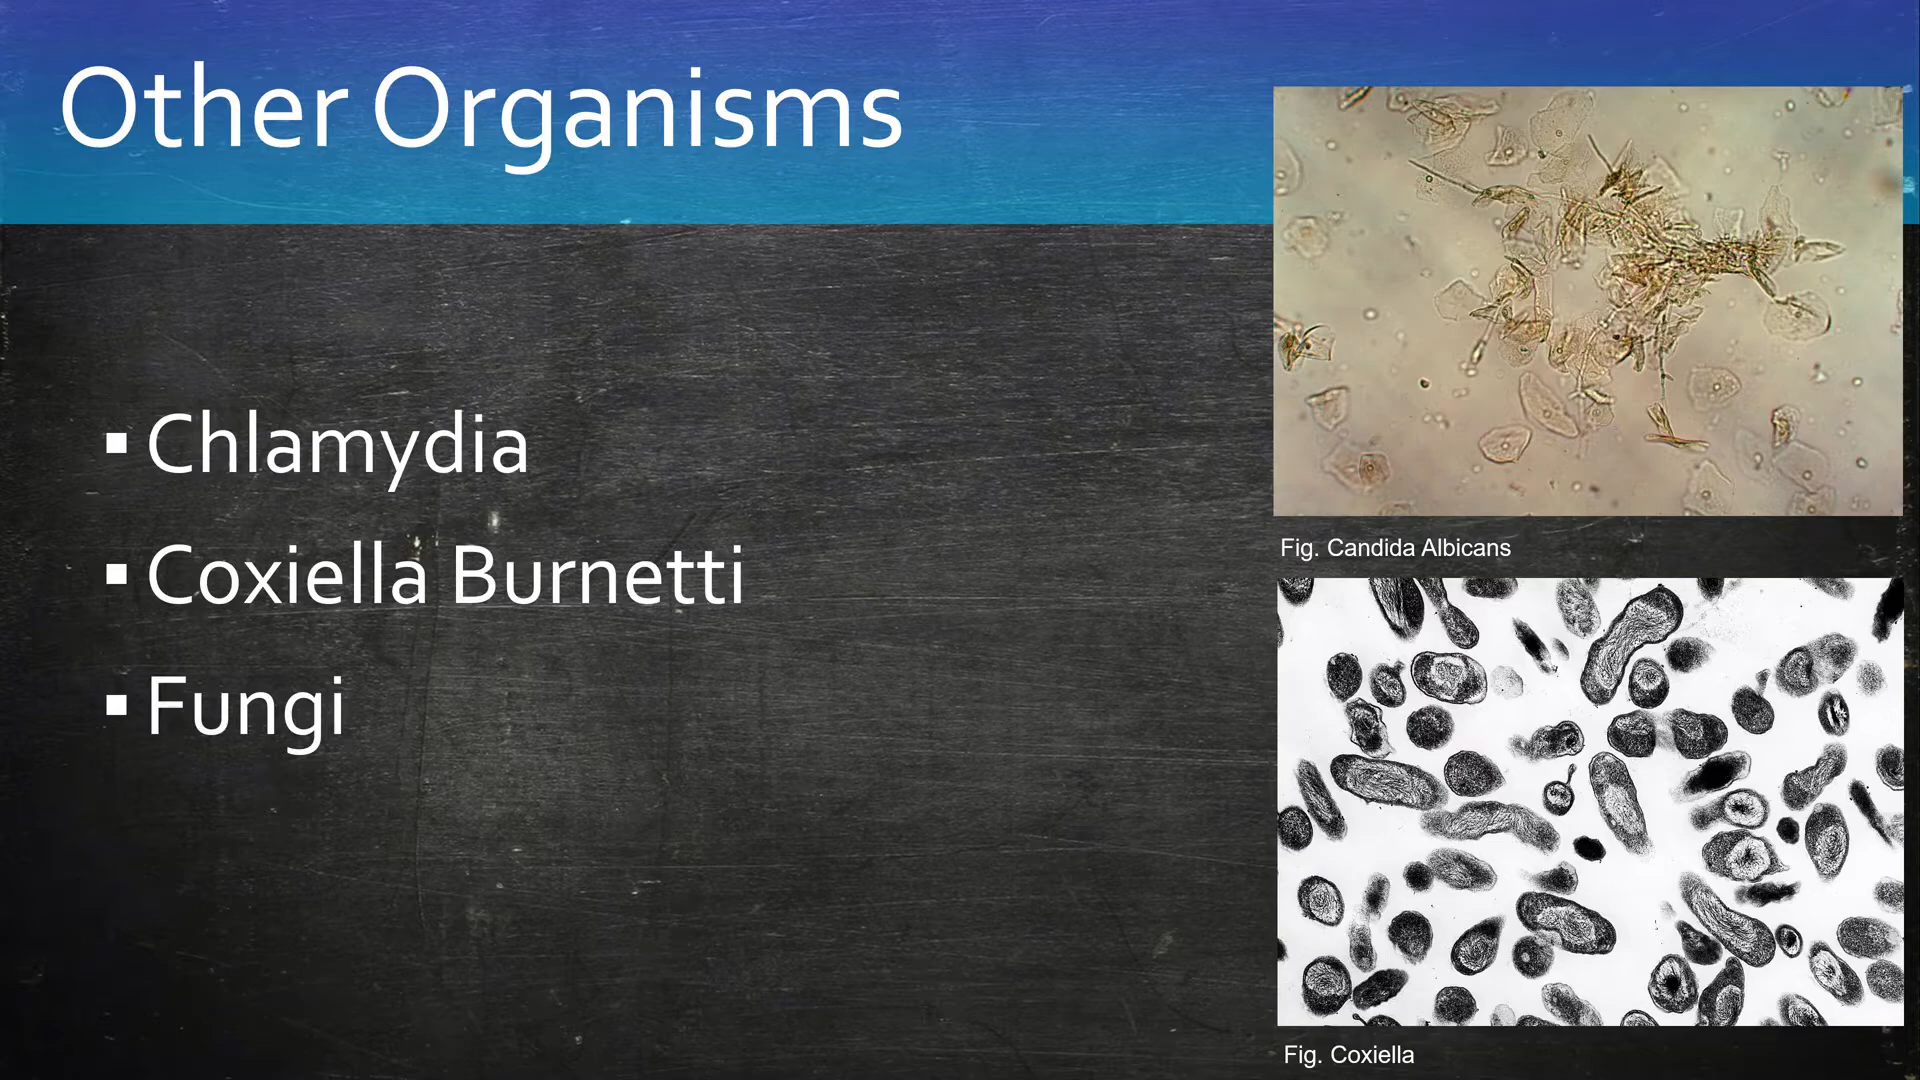 Other Organisms
▪ Chlamydia
▪ Coxiella Burnetti
▪ Fungi
Fig. Candida Albicans
Fig. Coxiella